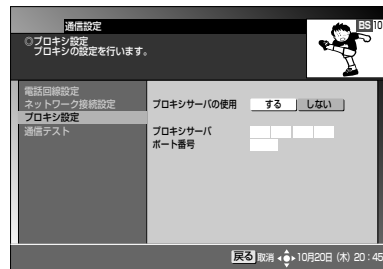 通信設定
BS 10
◎プロキシ設定
プロキシの設定を行います。
電話回線設定
ネットワーク接続設定
プロキシ設定
通信テスト
プロキシサーバの使用 する しない
プロキシサーバ
ポート番号
戻る 取消 10月20日 (木) 20：45